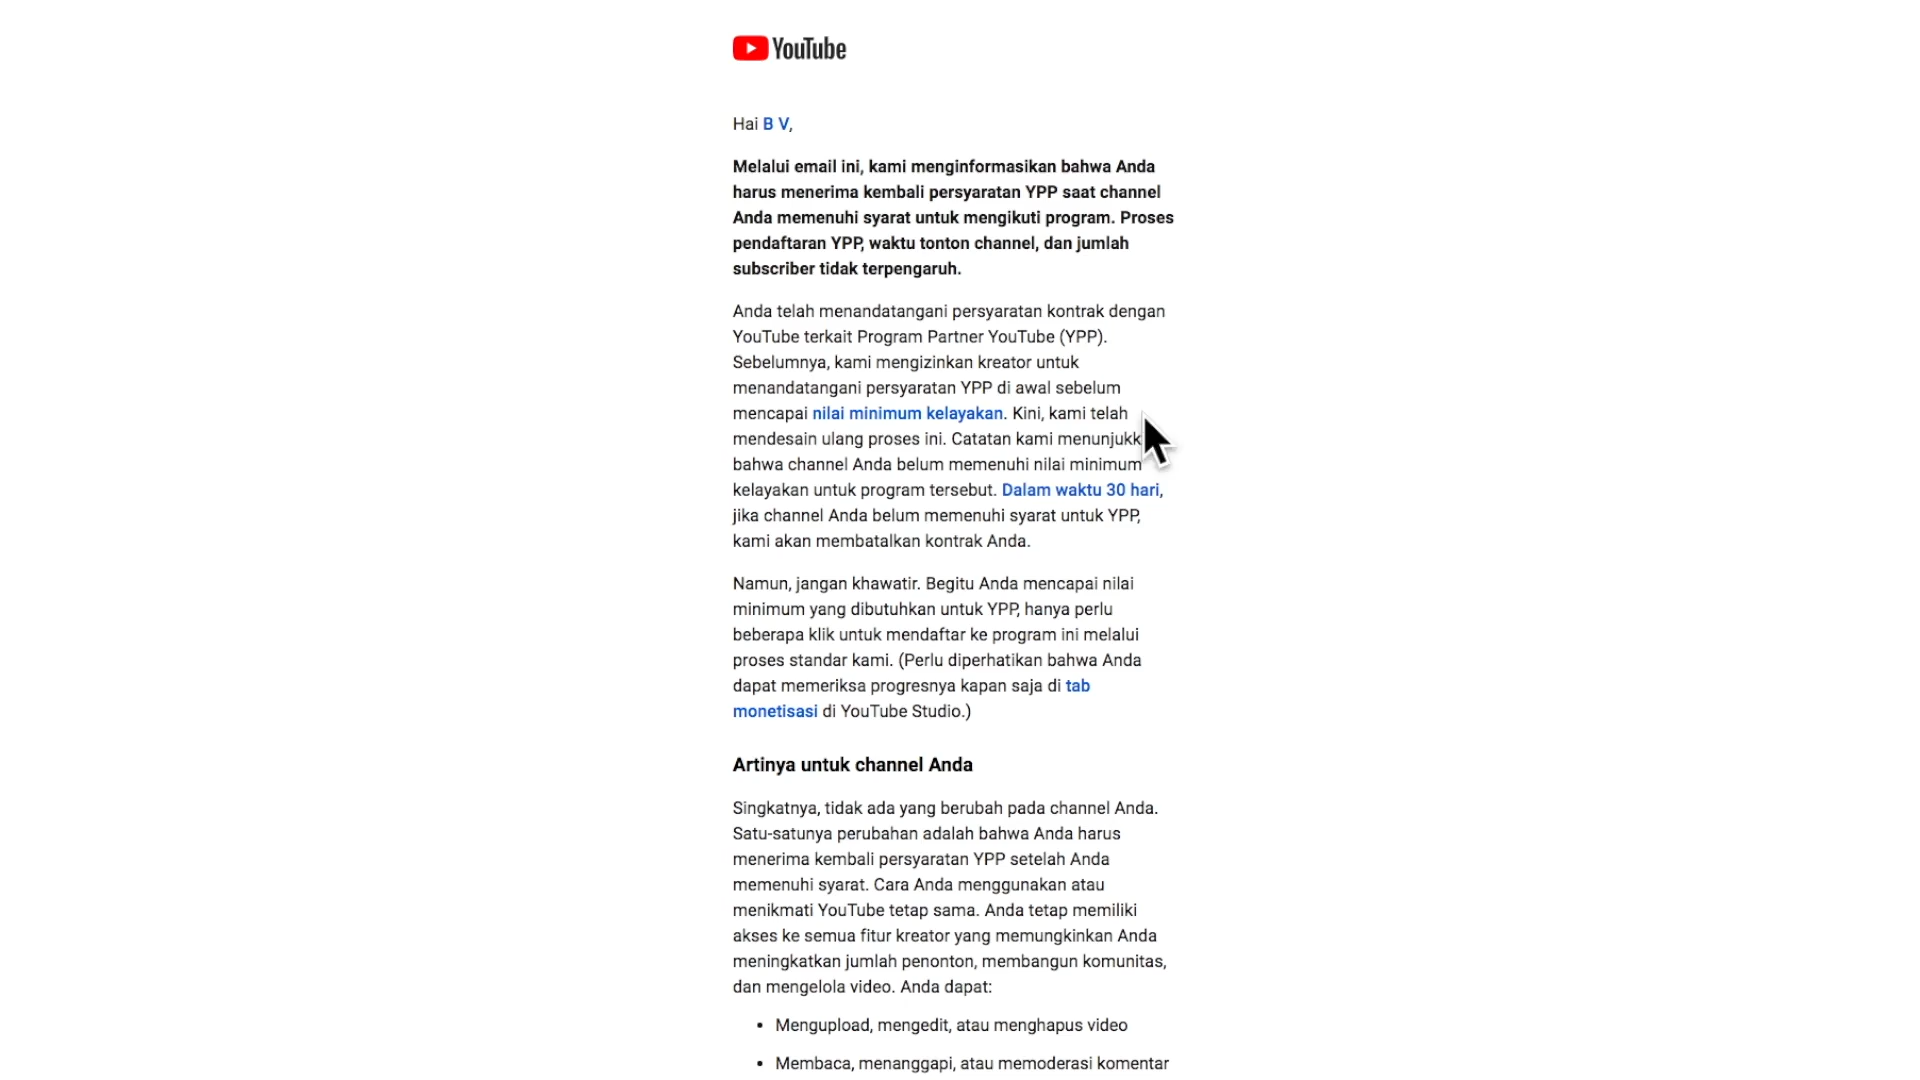 YouTube
Hai B V,
Melalui email ini, kami menginformasikan bahwa Anda
harus menerima kembali persyaratan YPP saat channel
Anda memenuhi syarat untuk mengikuti program. Proses
pendaftaran YPP, waktu tonton channel, dan jumlah
subscriber tidak terpengaruh.
Anda telah menandatangani persyaratan kontrak dengan
YouTube terkait Program Partner YouTube (YPP).
Sebelumnya, kami mengizinkan kreator untuk
menandatangani persyaratan YPP di awal sebelum
mencapai nilai minimum kelayakan. Kini, kami telah
mendesain ulang proses ini. Catatan kami menunjukk
bahwa channel Anda belum memenuhi nilai minimum
kelayakan untuk program tersebut. Dalam waktu 30 hari,
jika channel Anda belum memenuhi syarat untuk YPP,
kami akan membatalkan kontrak Anda.
Namun, jangan khawatir. Begitu Anda mencapai nilai
minimum yang dibutuhkan untuk YPP, hanya perlu
beberapa klik untuk mendaftar ke program ini melalui
proses standar kami. (Perlu diperhatikan bahwa Anda
dapat memeriksa progresnya kapan saja di tab
monetisasi di YouTube Studio.)
Artinya untuk channel Anda
Singkatnya, tidak ada yang berubah pada channel Anda.
Satu-satunya perubahan adalah bahwa Anda harus
menerima kembali persyaratan YPP setelah Anda
memenuhi syarat. Cara Anda menggunakan atau
menikmati YouTube tetap sama. Anda tetap memiliki
akses ke semua fitur kreator yang memungkinkan Anda
meningkatkan jumlah penonton, membangun komunitas,
dan mengelola video. Anda dapat:
• Mengupload, mengedit, atau menghapus video
• Membaca, menanggapi, atau memoderasi komentar